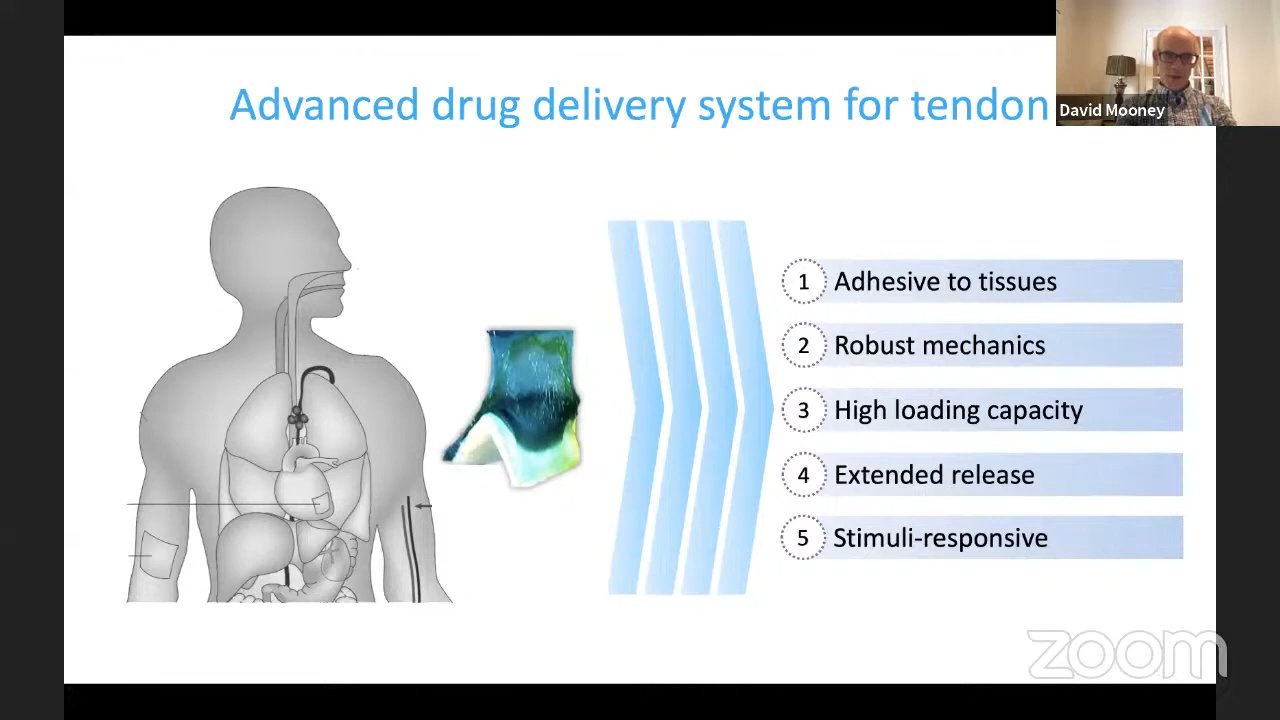 Advanced drug delivery system for tendon
David Mooney
1 Adhesive to tissues
2 Robust mechanics
3 High loading capacity
4 Extended release
5 Stimuli-responsive
zoom